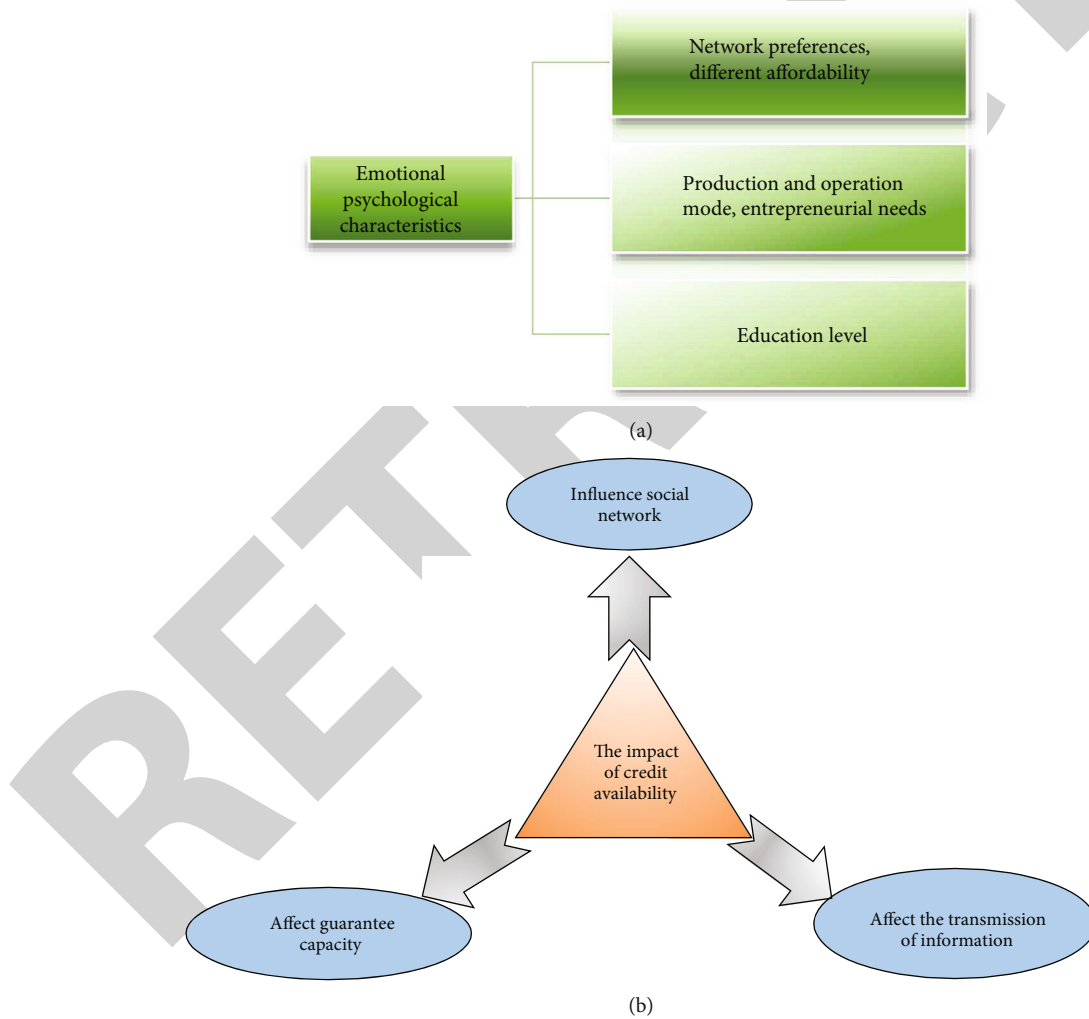 Network preferences,
different affordability
Emotional
psychological
characteristics
Production and operation
mode, entrepreneurial needs
Education level
(a)
Influence social
network
The impact
of credit
availability
Affect guarantee
capacity
Affect the transmission
of information
(b)
RETR